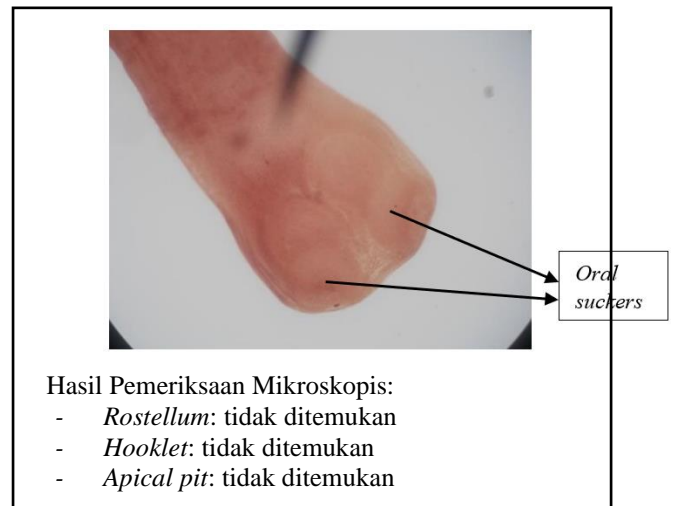 Oral
suckers
Hasil Pemeriksaan Mikroskopis:
- Rostellum: tidak ditemukan
- Hooklet: tidak ditemukan
- Apical pit: tidak ditemukan